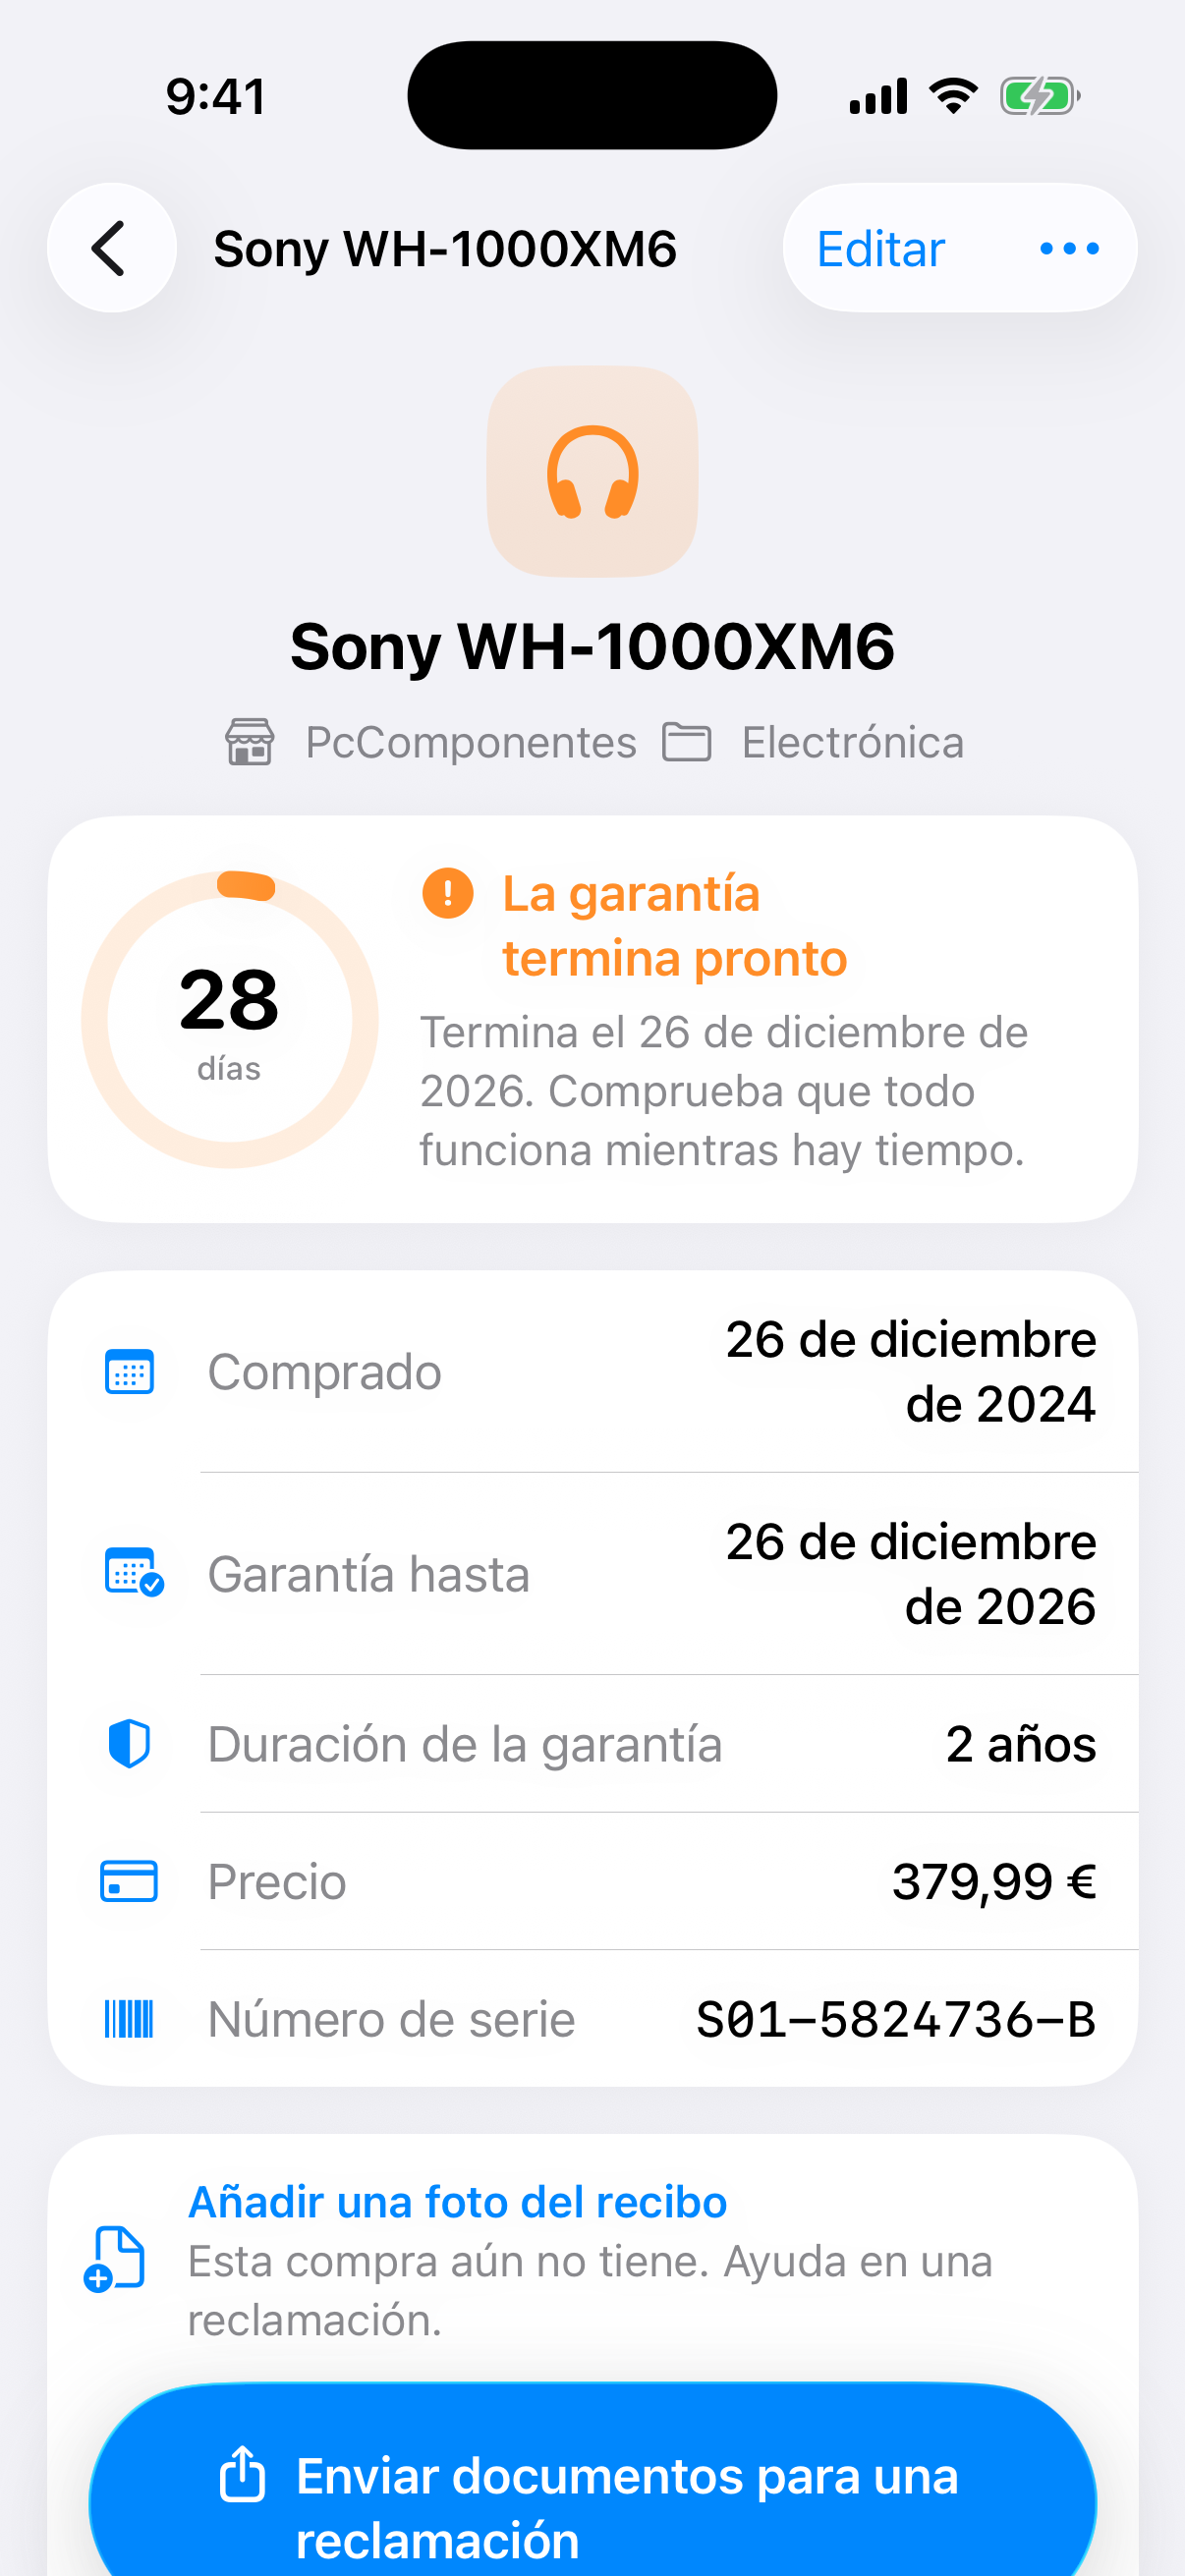 9:41
Sony WH-1000XM6
Editar
Sony WH-1000XM6
PcComponentes
Electrónica
28
días
La garantía
termina pronto
Termina el 26 de diciembre de
2026. Comprueba que todo
funciona mientras hay tiempo.
Comprado
26 de diciembre
de 2024
Garantía hasta
26 de diciembre
de 2026
Duración de la garantía
2 años
Precio
379,99 €
Número de serie
S01-5824736-B
Añadir una foto del recibo
Esta compra aún no tiene. Ayuda en una
reclamación.
Enviar documentos para una
reclamación